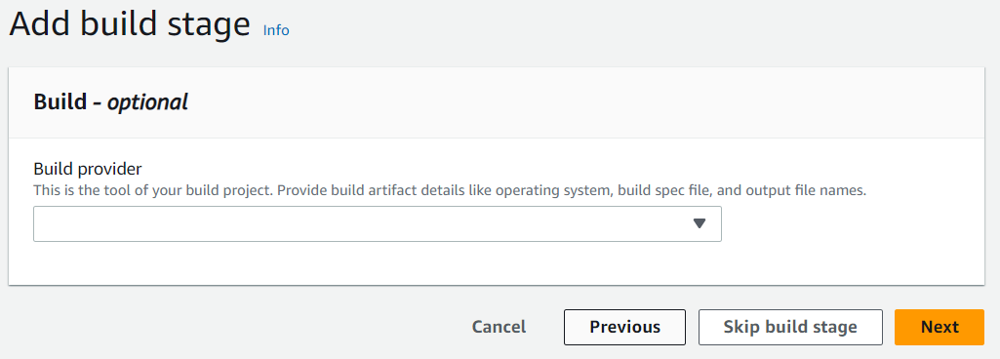 Add build stage Info
Build - optional
Build provider
This is the tool of your build project. Provide build artifact details like operating system, build spec file, and output file names.
Cancel Previous Skip build stage Next